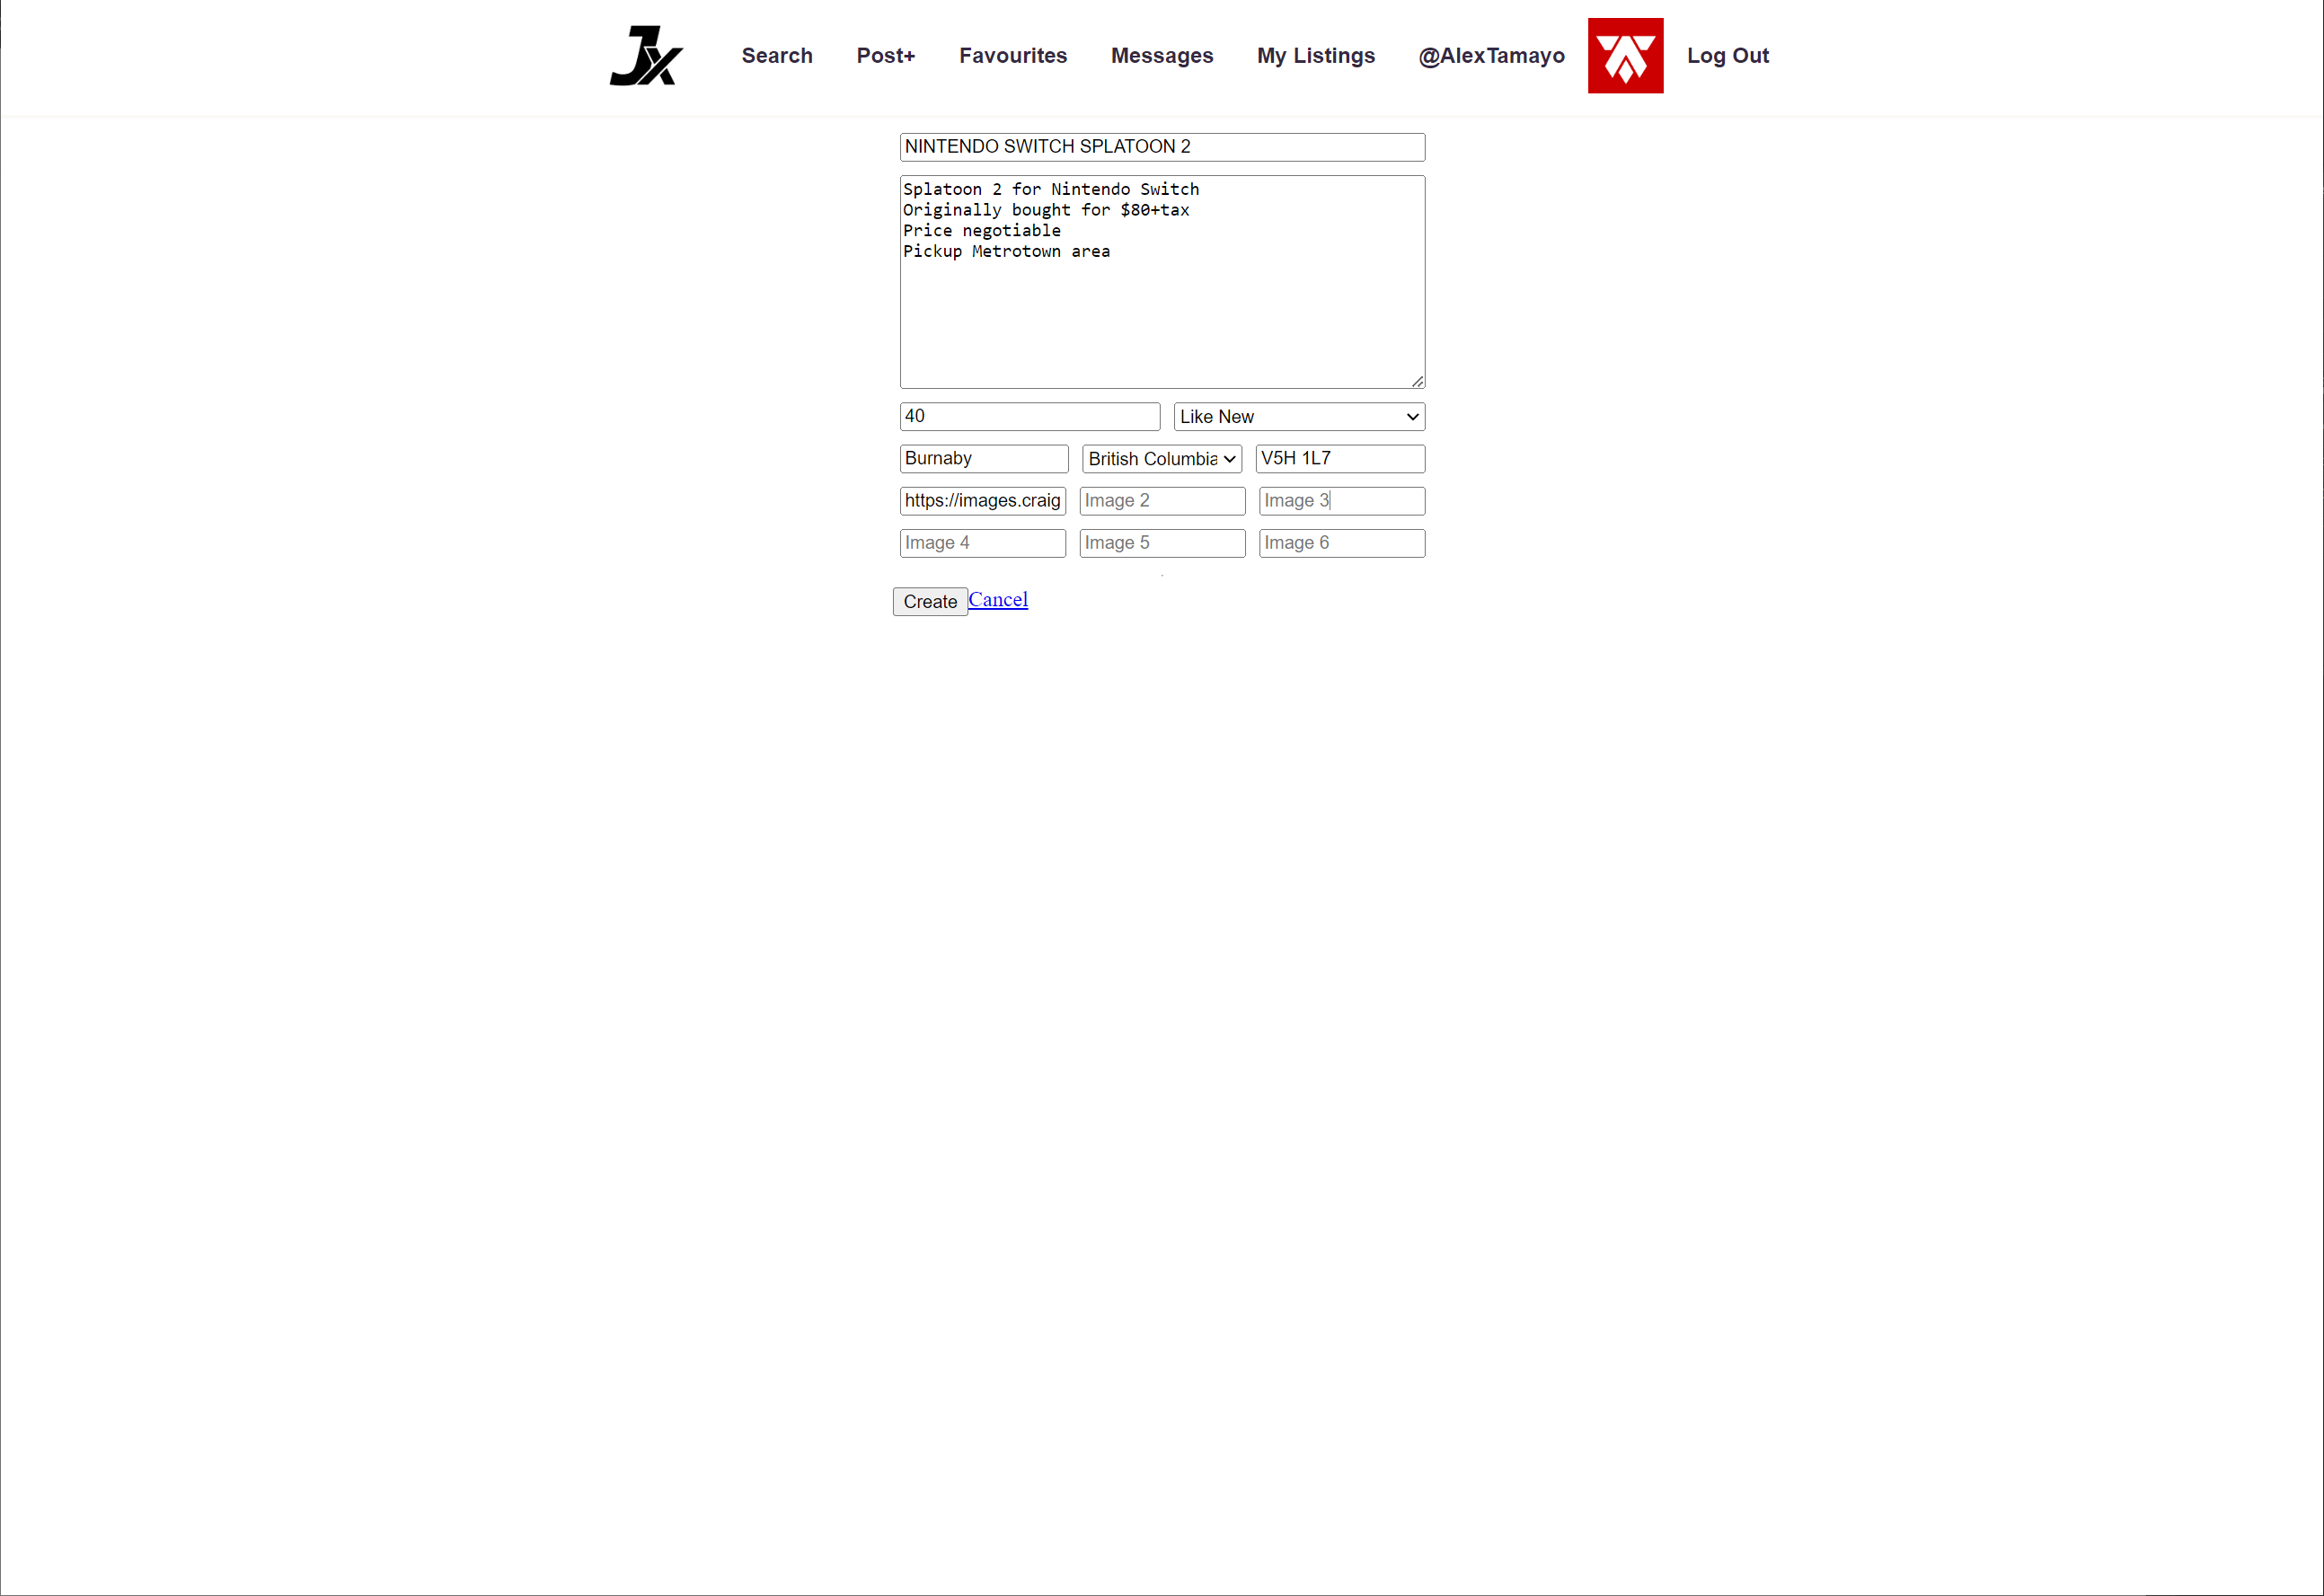 Jx
Search Post+ Favourites Messages My Listings @AlexTamayo Log Out
NINTENDO SWITCH SPLATOON 2
Splatoon 2 for Nintendo Switch
Originally bought for $80+tax
Price negotiable
Pickup Metrotown area
40 Like New
Burnaby British Columbia V5H 1L7
https://images.craig Image 2 Image 3
Image 4 Image 5 Image 6
Create Cancel